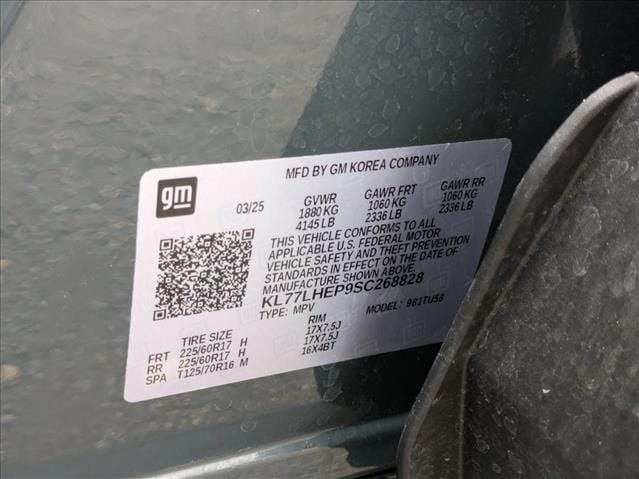 MFD BY GM KOREA COMPANY
gm
03/25 GVWR GAWR FRT GAWR RR
1880 KG 1060 KG 1060 KG
4145 LB 2336 LB 2336 LB
THIS VEHICLE CONFORMS TO ALL
APPLICABLE U.S. FEDERAL MOTOR
VEHICLE SAFETY AND THEFT PREVENTION
STANDARDS IN EFFECT ON THE DATE OF
MANUFACTURE SHOWN ABOVE.
KL77LHEP9SC268828
TYPE: MPV MODEL: 981TU58
TIRE SIZE RIM
FRT 225/60R17 H 17X7.5J
RR 225/60R17 H 17X7.5J
SPA T125/70R16 M 16X4BT